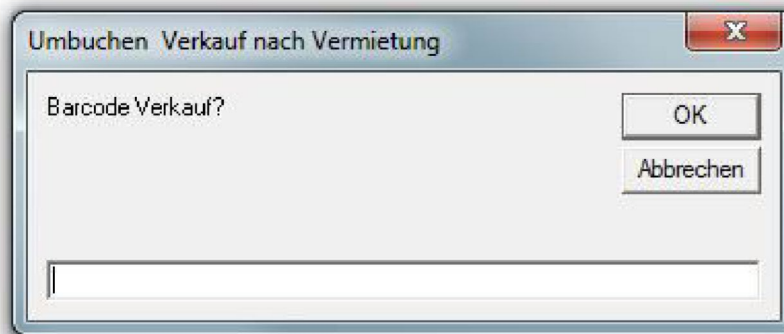 Umbuchen Verkauf nach Vermietung
Barcode Verkauf?
OK
Abbrechen